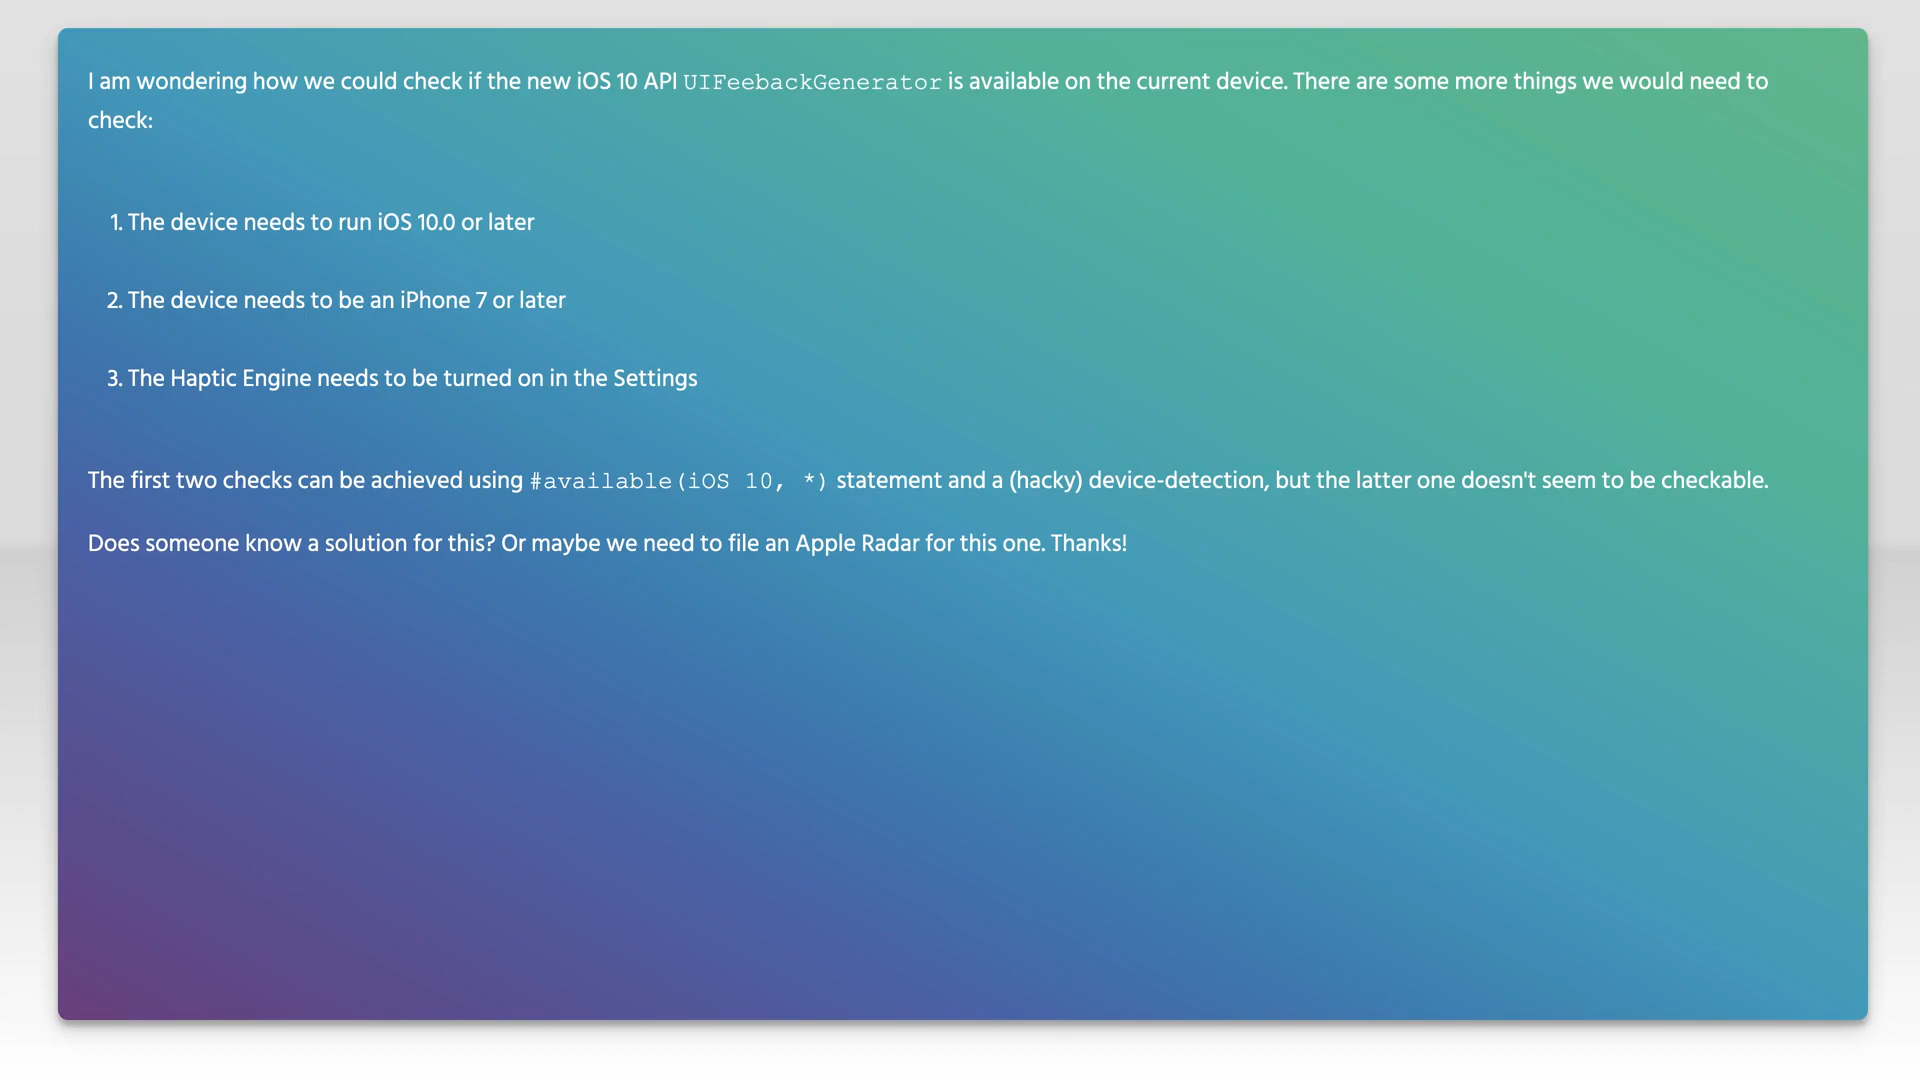 I am wondering how we could check if the new iOS 10 API UIFeebackGenerator is available on the current device. There are some more things we would need to
check:
1. The device needs to run iOS 10.0 or later
2. The device needs to be an iPhone 7 or later
3. The Haptic Engine needs to be turned on in the Settings
The first two checks can be achieved using #available(iOS 10, *) statement and a (hacky) device-detection, but the latter one doesn't seem to be checkable.
Does someone know a solution for this? Or maybe we need to file an Apple Radar for this one. Thanks!